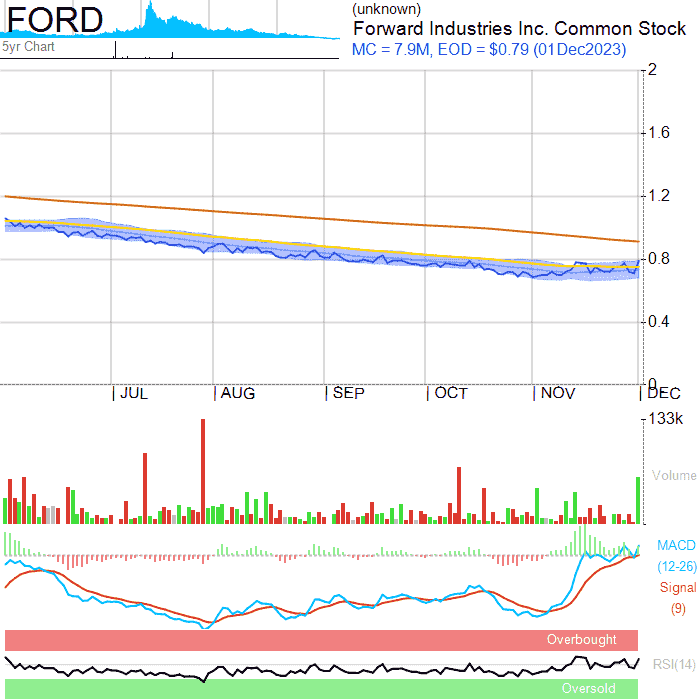 FORD
(unknown)
Forward Industries Inc. Common Stock
5yr Chart
MC = 7.9M, EOD = $0.79 (01Dec2023)
2
1.6
1.2
0.8
0.4
0
JUL AUG SEP OCT NOV DEC
133k
Volume
MACD
(12-26)
Signal
(9)
Overbought
RSI(14)
Oversold